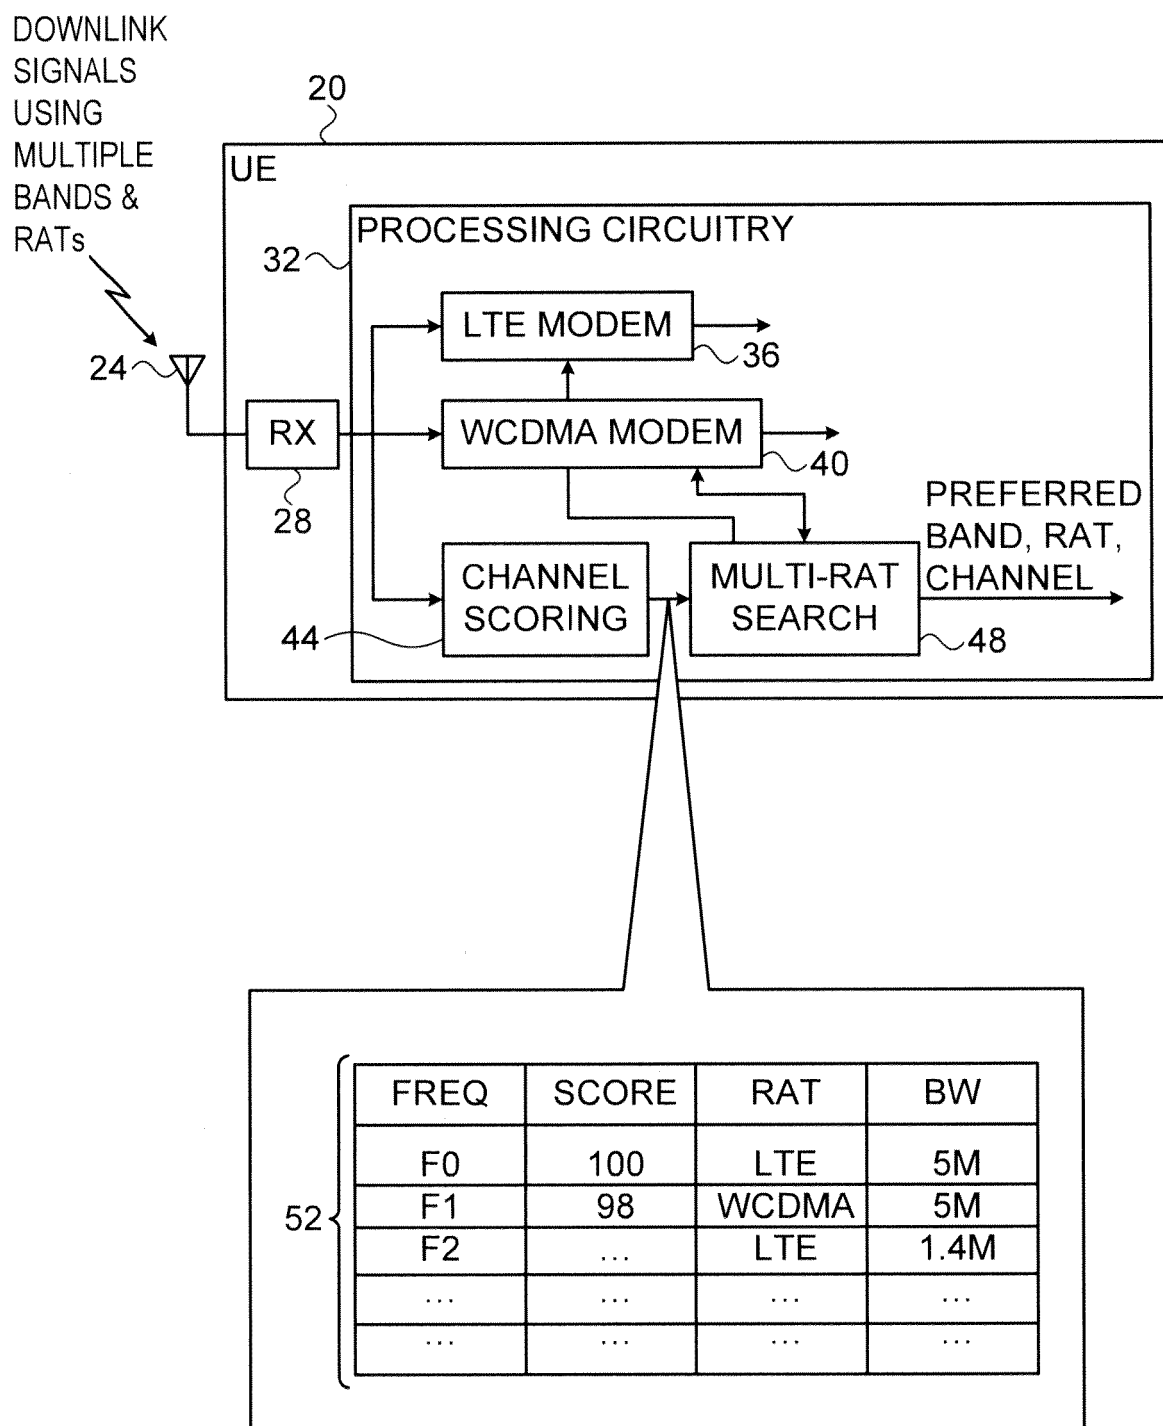 DOWNLINK
SIGNALS
USING
MULTIPLE
BANDS &
RATs
20
UE
PROCESSING CIRCUITRY
32
LTE MODEM
36
24
RX
28
WCDMA MODEM
40
PREFERRED
BAND, RAT,
CHANNEL
CHANNEL
SCORING
44
MULTI-RAT
SEARCH
48
52
FREQ SCORE RAT BW
F0 100 LTE 5M
F1 98 WCDMA 5M
F2 ... LTE 1.4M
... ... ... ...
... ... ... ...